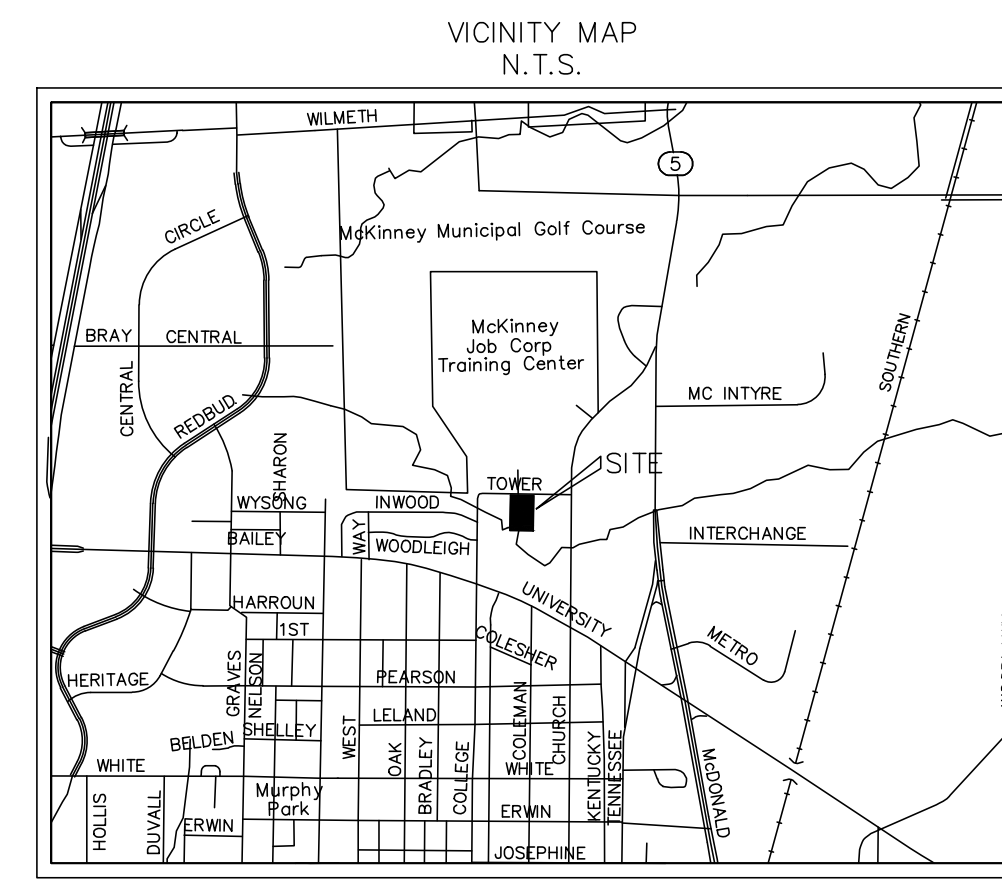 VICINITY MAP
N.T.S.
WILMETH
5
CIRCLE
McKinney Municipal Golf Course
BRAY
CENTRAL
McKinney
Job Corp
Training Center
SOUTHERN
CENTRAL
MC INTYRE
REDBUD
SHARON
SITE
TOWER
WYSONG
INWOOD
BAILEY
WAY
WOODLEIGH
INTERCHANGE
UNIVERSITY
HARROUN
1ST
COLESHER
METRO
GRAVES
NELSON
HERITAGE
PEARSON
LELAND
COLEMAN
CHURCH
SHELLEY
WEST
BELDEN
OAK
BRADLEY
COLLEGE
KENTUCKY
TENNESSEE
McDONALD
WHITE
WHITE
Murphy
Park
HOLLIS
DUVALL
ERWIN
ERWIN
JOSEPHINE